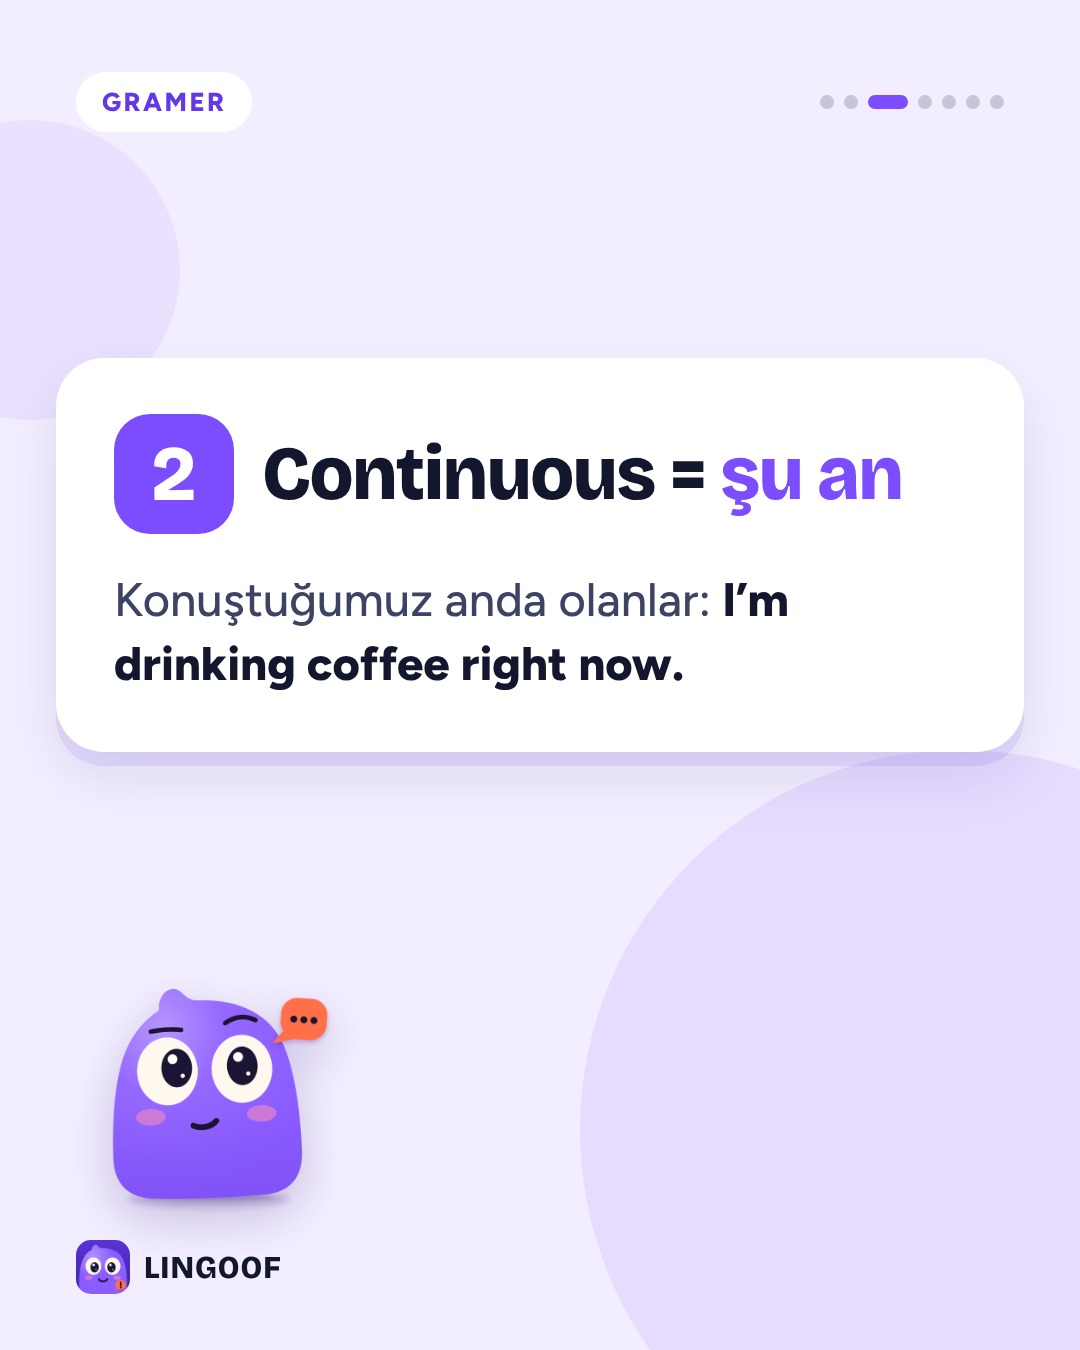 GRAMER
2
Continuous = şu an
Konuştuğumuz anda olanlar: I’m
drinking coffee right now.
LINGOOF